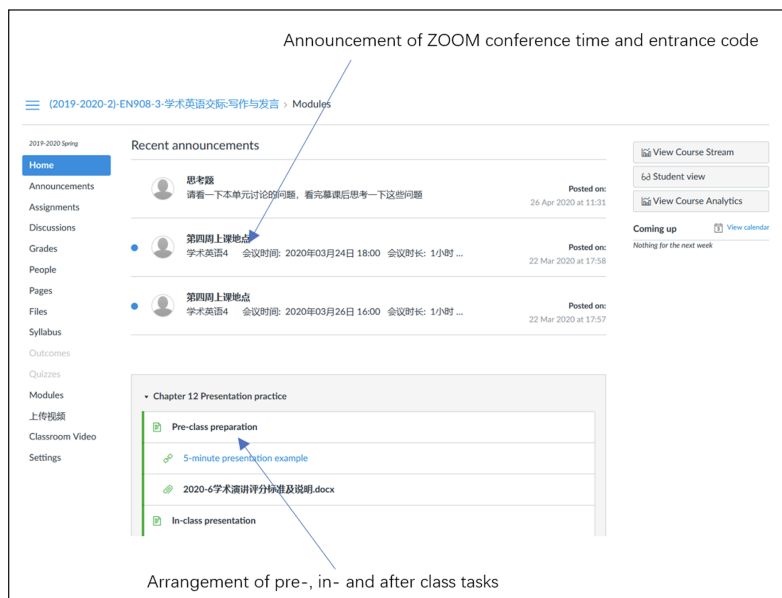 Announcement of ZOOM conference time and entrance code
(2019-2020-2)-EN908-3-学术英语交际:写作与发言 › Modules
2019-2020 Spring
Home
Announcements
Assignments
Discussions
Grades
People
Pages
Files
Syllabus
Outcomes
Quizzes
Modules
上传视频
Classroom Video
Settings
Recent announcements
思考题
请看一下本单元讨论的问题，看完慕课后思考一下这些问题
Posted on:
26 Apr 2020 at 11:31
第四周上课地点
学术英语4 会议时间: 2020年03月24日 18:00 会议时长: 1小时 ...
Posted on:
22 Mar 2020 at 17:58
第四周上课地点
学术英语4 会议时间: 2020年03月26日 16:00 会议时长: 1小时 ...
Posted on:
22 Mar 2020 at 17:57
Chapter 12 Presentation practice
Pre-class preparation
5-minute presentation example
2020-6学术演讲评分标准及说明.docx
In-class presentation
View Course Stream
Student view
View Course Analytics
Coming up
View calendar
Nothing for the next week
Arrangement of pre-, in- and after class tasks